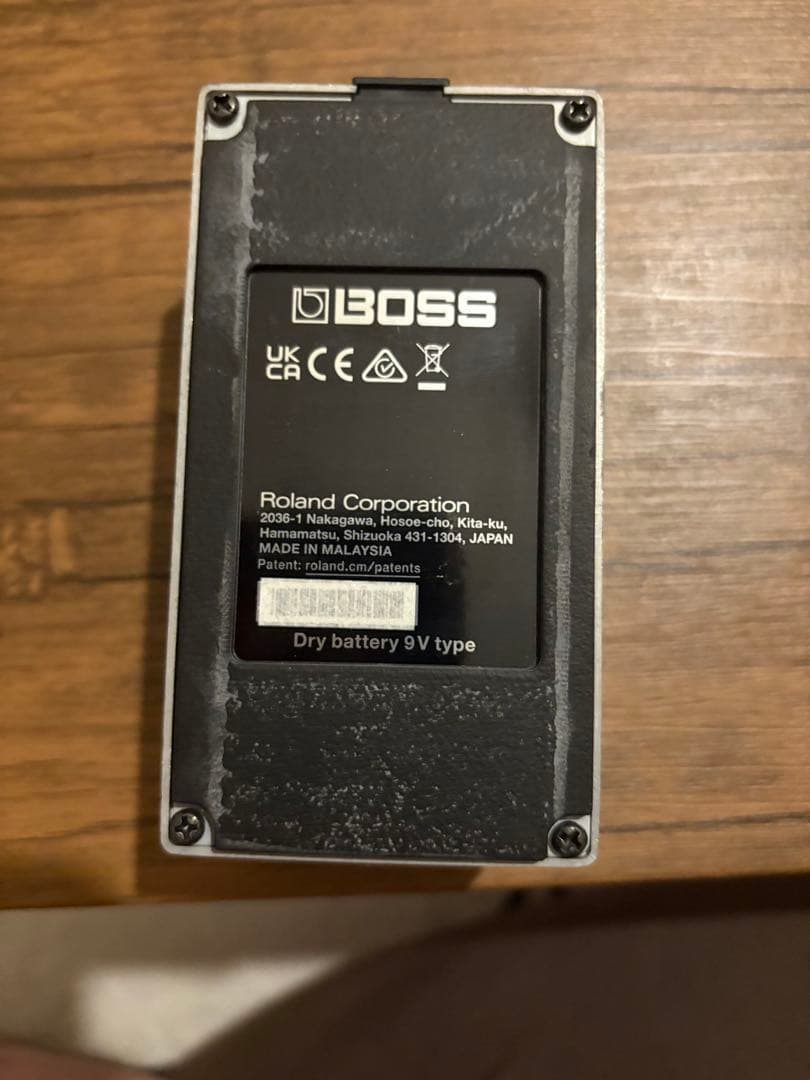 BOSS
UK
CA CE
Roland Corporation
2036-1 Nakagawa, Hosoe-cho, Kita-ku,
Hamamatsu, Shizuoka 431-1304, JAPAN
MADE IN MALAYSIA
Patent: roland.cm/patents
Dry battery 9V type